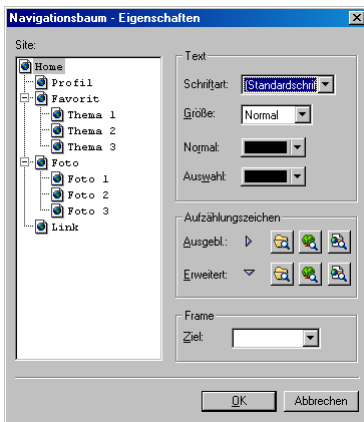 Navigationsbaum - Eigenschaften
Site:
Home
Profil
Favorit
Thema 1
Thema 2
Thema 3
Foto
Foto 1
Foto 2
Foto 3
Link
Text
Schriftart: (Standardschrif
Größe: Normal
Normal:
Auswahl:
Aufzählungszeichen
Ausgebl.:
Erweitert:
Frame
Ziel:
OK Abbrechen